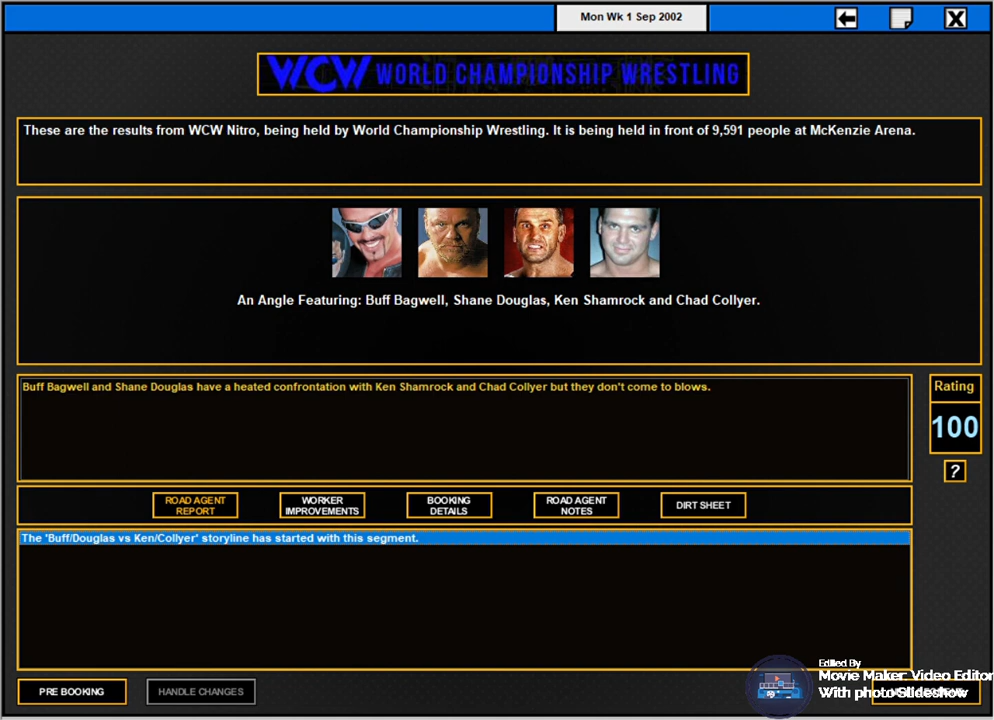 Mon Wk 1 Sep 2002
WCW WORLD CHAMPIONSHIP WRESTLING
These are the results from WCW Nitro, being held by World Championship Wrestling. It is being held in front of 9,591 people at McKenzie Arena.
An Angle Featuring: Buff Bagwell, Shane Douglas, Ken Shamrock and Chad Collyer.
Buff Bagwell and Shane Douglas have a heated confrontation with Ken Shamrock and Chad Collyer but they don't come to blows.
Rating
100
?
ROAD AGENT REPORT
WORKER IMPROVEMENTS
BOOKING DETAILS
ROAD AGENT NOTES
DIRT SHEET
The 'Buff/Douglas vs Ken/Collyer' storyline has started with this segment.
PRE BOOKING
HANDLE CHANGES
Edited By
Movie Maker: Video Editor
With photo Slideshow